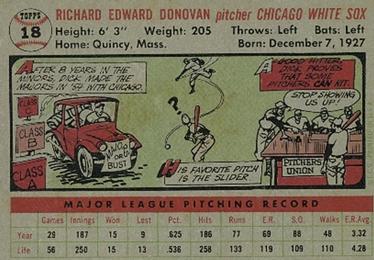 TOPPS
18
RICHARD EDWARD DONOVAN pitcher CHICAGO WHITE SOX
Height: 6' 3" Weight: 205 Throws: Left Bats: Left
Home: Quincy, Mass. Born: December 7, 1927
AFTER 8 YEARS IN THE
MINORS, DICK MADE THE
MAJORS IN '54 WITH CHICAGO.
CLASS
C
CLASS
B
CLASS
A
OR
BUST
?
HIS FAVORITE PITCH
IS THE SLIDER.
DICK PROVES THAT
SOME
PITCHERS CAN HIT.
STOP SHOWING
US UP!
PITCHERS
UNION
MAJOR LEAGUE PITCHING RECORD
Games Innings Won Lost Pct. Hits Runs E.R. S.O. Walks E.R.Avg.
Year 29 187 15 9 .625 186 77 69 88 48 3.32
Life 56 250 15 13 .536 258 133 119 109 110 4.28